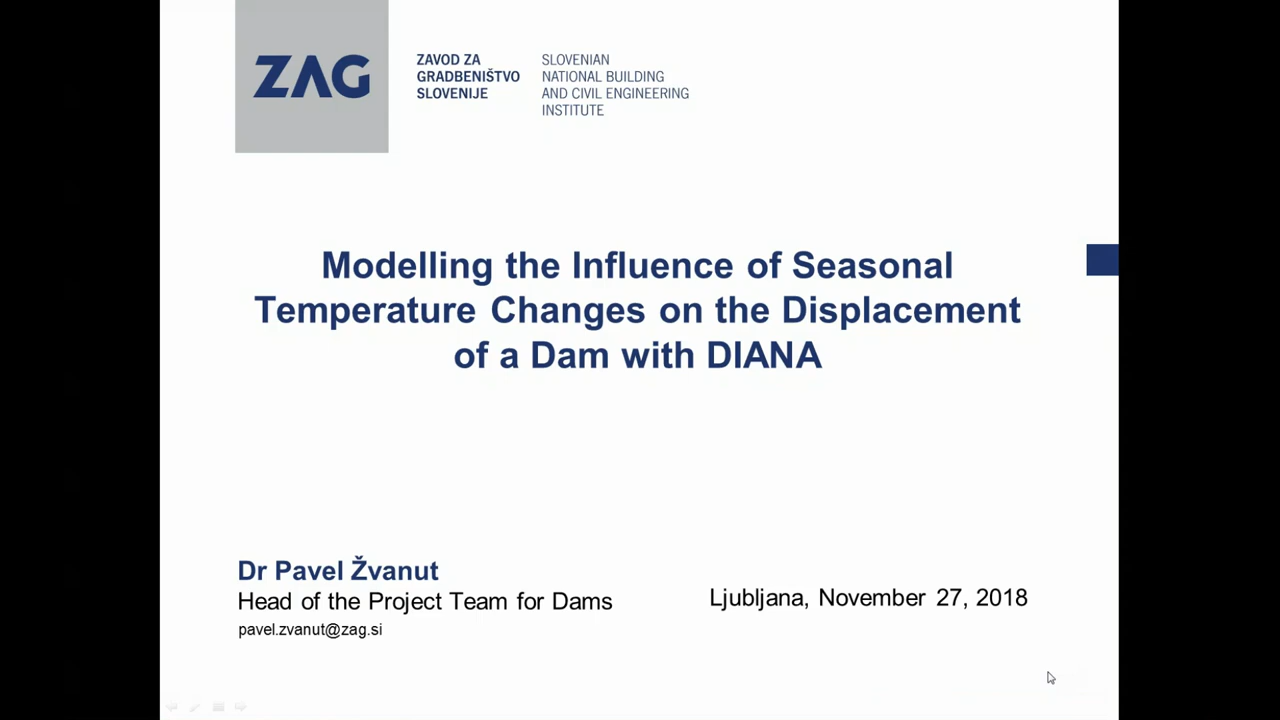 ZAG
ZAVOD ZA
GRADBENIŠTVO
SLOVENIJE
SLOVENIAN
NATIONAL BUILDING
AND CIVIL ENGINEERING
INSTITUTE
Modelling the Influence of Seasonal
Temperature Changes on the Displacement
of a Dam with DIANA
Dr Pavel Žvanut
Head of the Project Team for Dams
pavel.zvanut@zag.si
Ljubljana, November 27, 2018